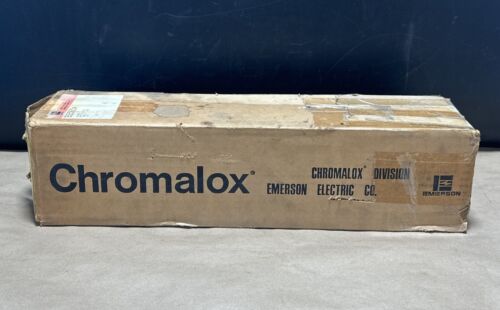 Chromalox®
CHROMALOX® DIVISION
EMERSON ELECTRIC CO.
EMERSON